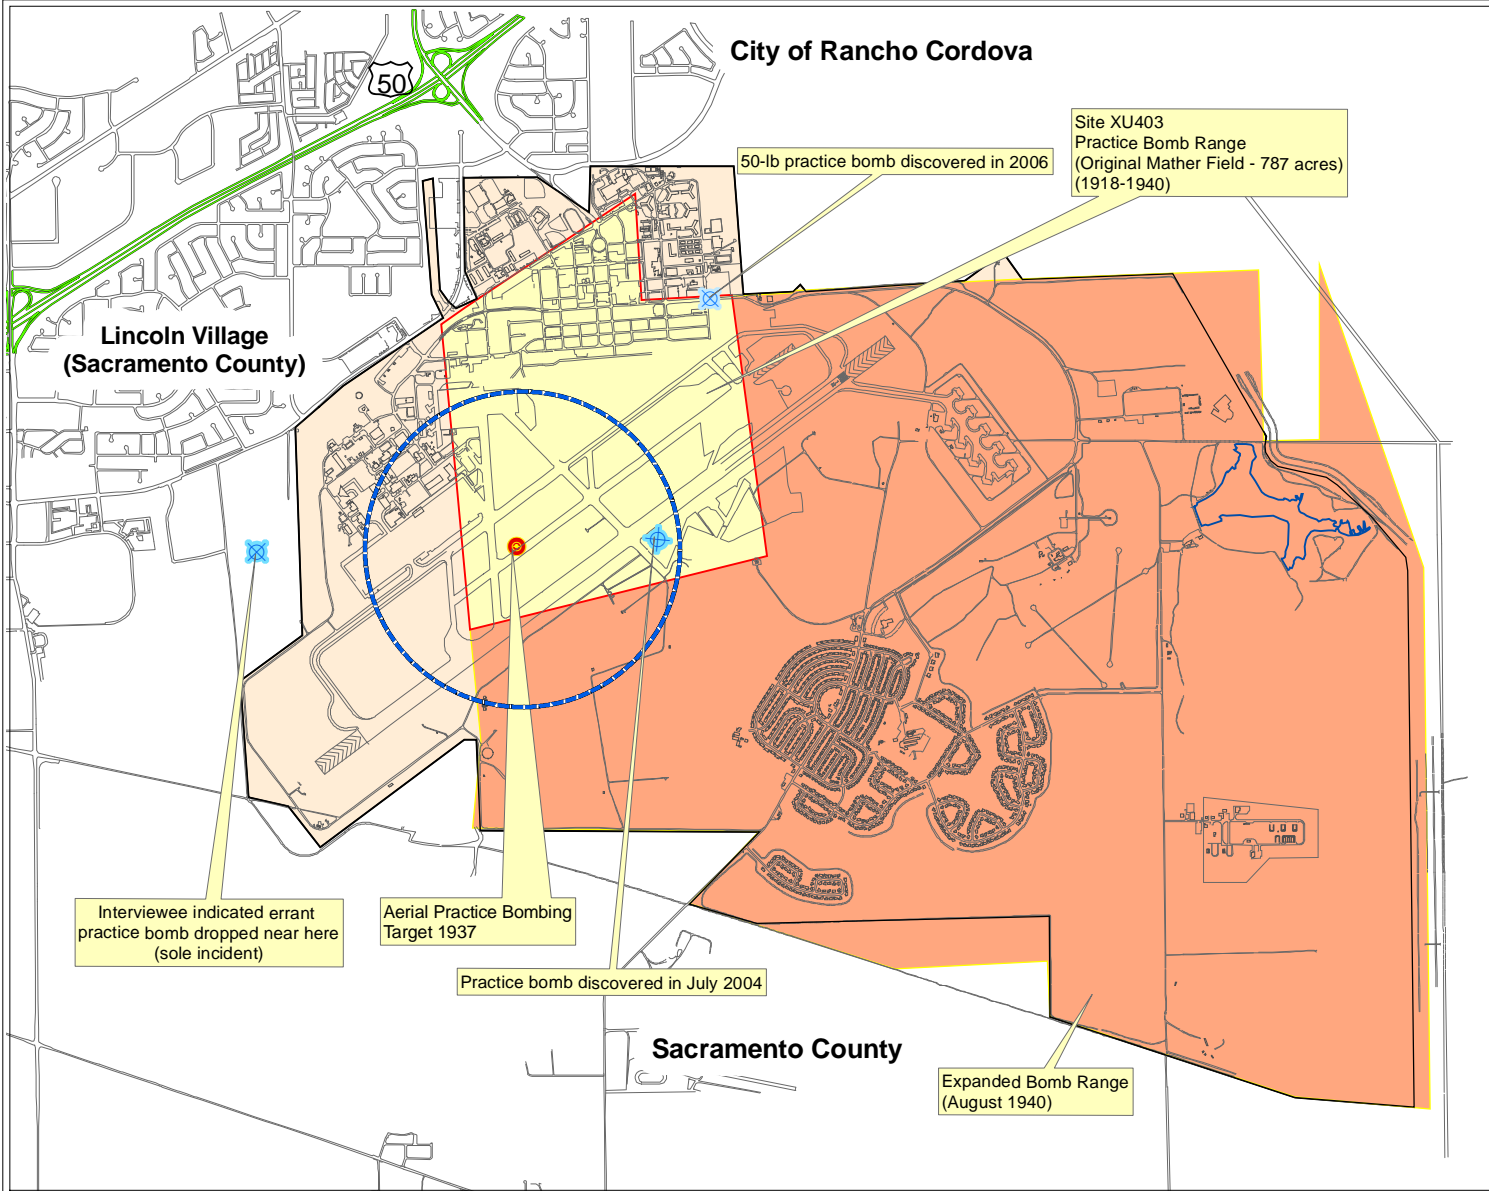 City of Rancho Cordova
50
Site XU403
Practice Bomb Range
(Original Mather Field - 787 acres)
(1918-1940)
50-lb practice bomb discovered in 2006
Lincoln Village
(Sacramento County)
Interviewee indicated errant
practice bomb dropped near here
(sole incident)
Aerial Practice Bombing
Target 1937
Practice bomb discovered in July 2004
Sacramento County
Expanded Bomb Range
(August 1940)